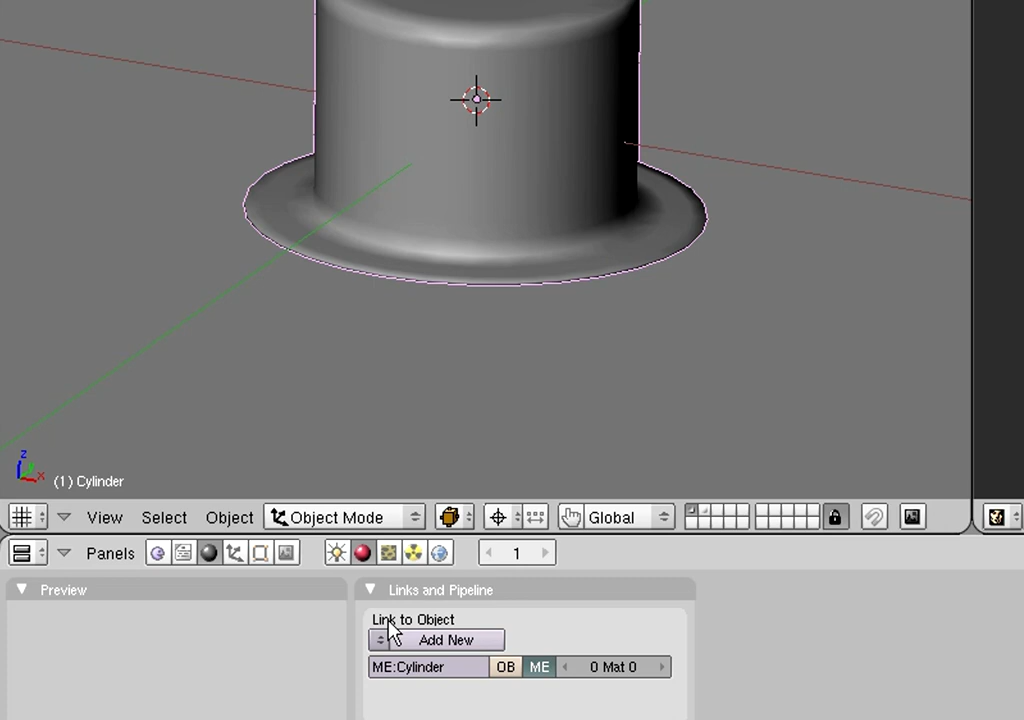 z
x
(1) Cylinder
View Select Object Object Mode Global
Panels 1
Preview
Links and Pipeline
Link to Object
Add New
ME:Cylinder OB ME 0 Mat 0